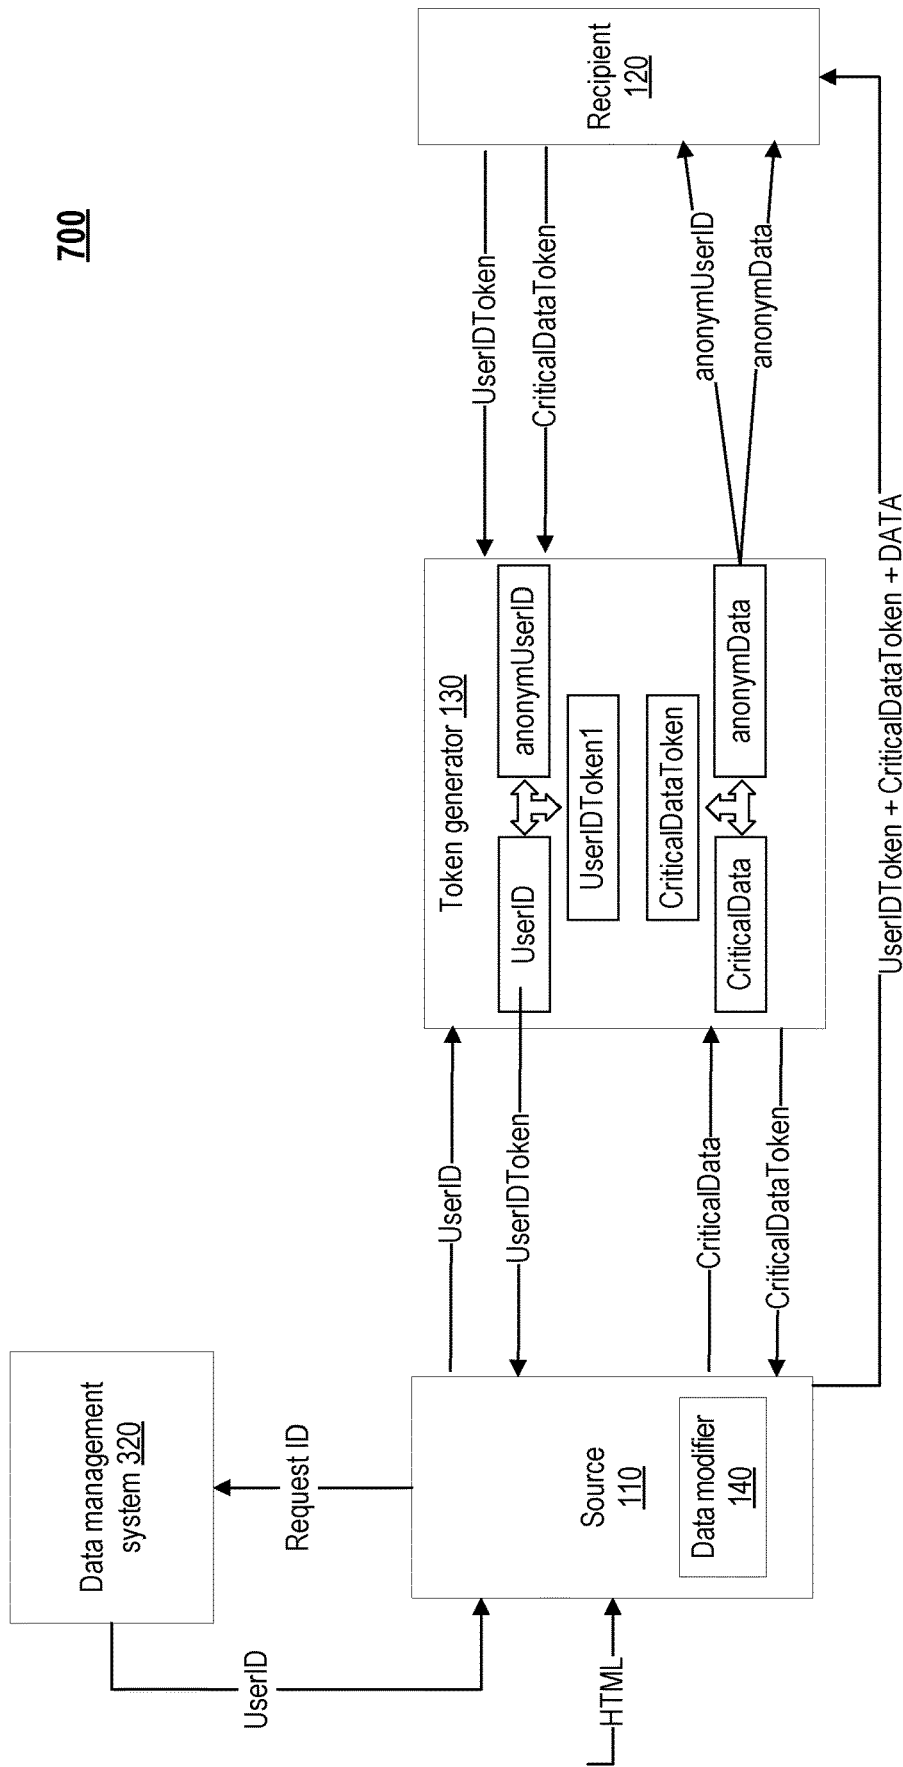 700
Data management
system 320
UserID
Request ID
HTML
Source
110
Data modifier
140
UserID
UserIDToken
CriticalData
CriticalDataToken
Token generator 130
UserID
anonymUserID
UserIDToken1
CriticalDataToken
CriticalData
anonymData
UserIDToken
CriticalDataToken
anonymUserID
anonymData
Recipient
120
UserIDToken + CriticalDataToken + DATA